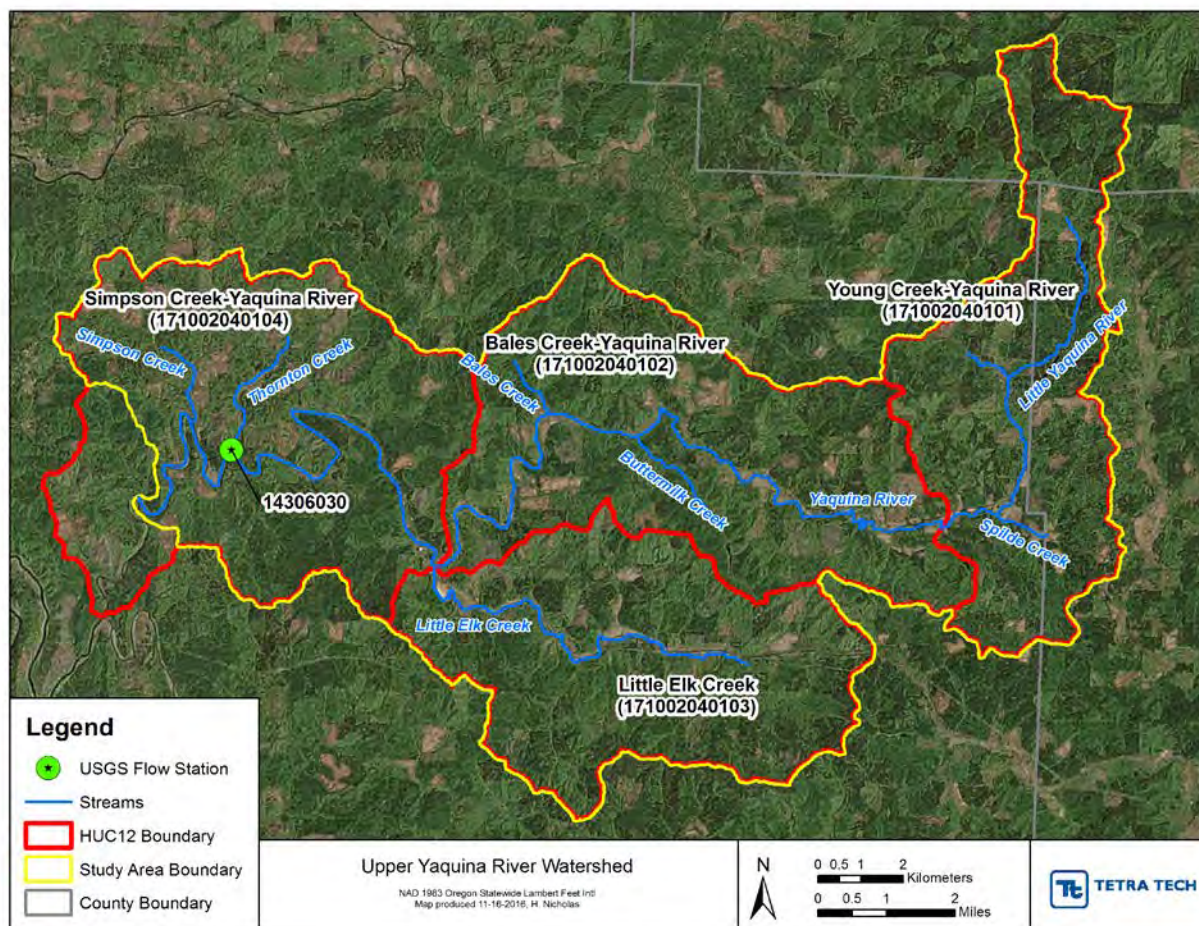 Simpson Creek-Yaquina River
(171002040104)
Simpson Creek
Thornton Creek
14306030
Bales Creek-Yaquina River
(171002040102)
Bales Creek
Buttermilk Creek
Yaquina River
Young Creek-Yaquina River
(171002040101)
Little Yaquina River
Spilde Creek
Little Elk Creek
Little Elk Creek
(171002040103)
Legend
USGS Flow Station
Streams
HUC12 Boundary
Study Area Boundary
County Boundary
Upper Yaquina River Watershed
NAD 1983 Oregon Statewide Lambert Feet Intl
Map produced 11-16-2016, H. Nicholas
N
0 0.5 1 2
Kilometers
0 0.5 1 2
Miles
Tt TETRA TECH